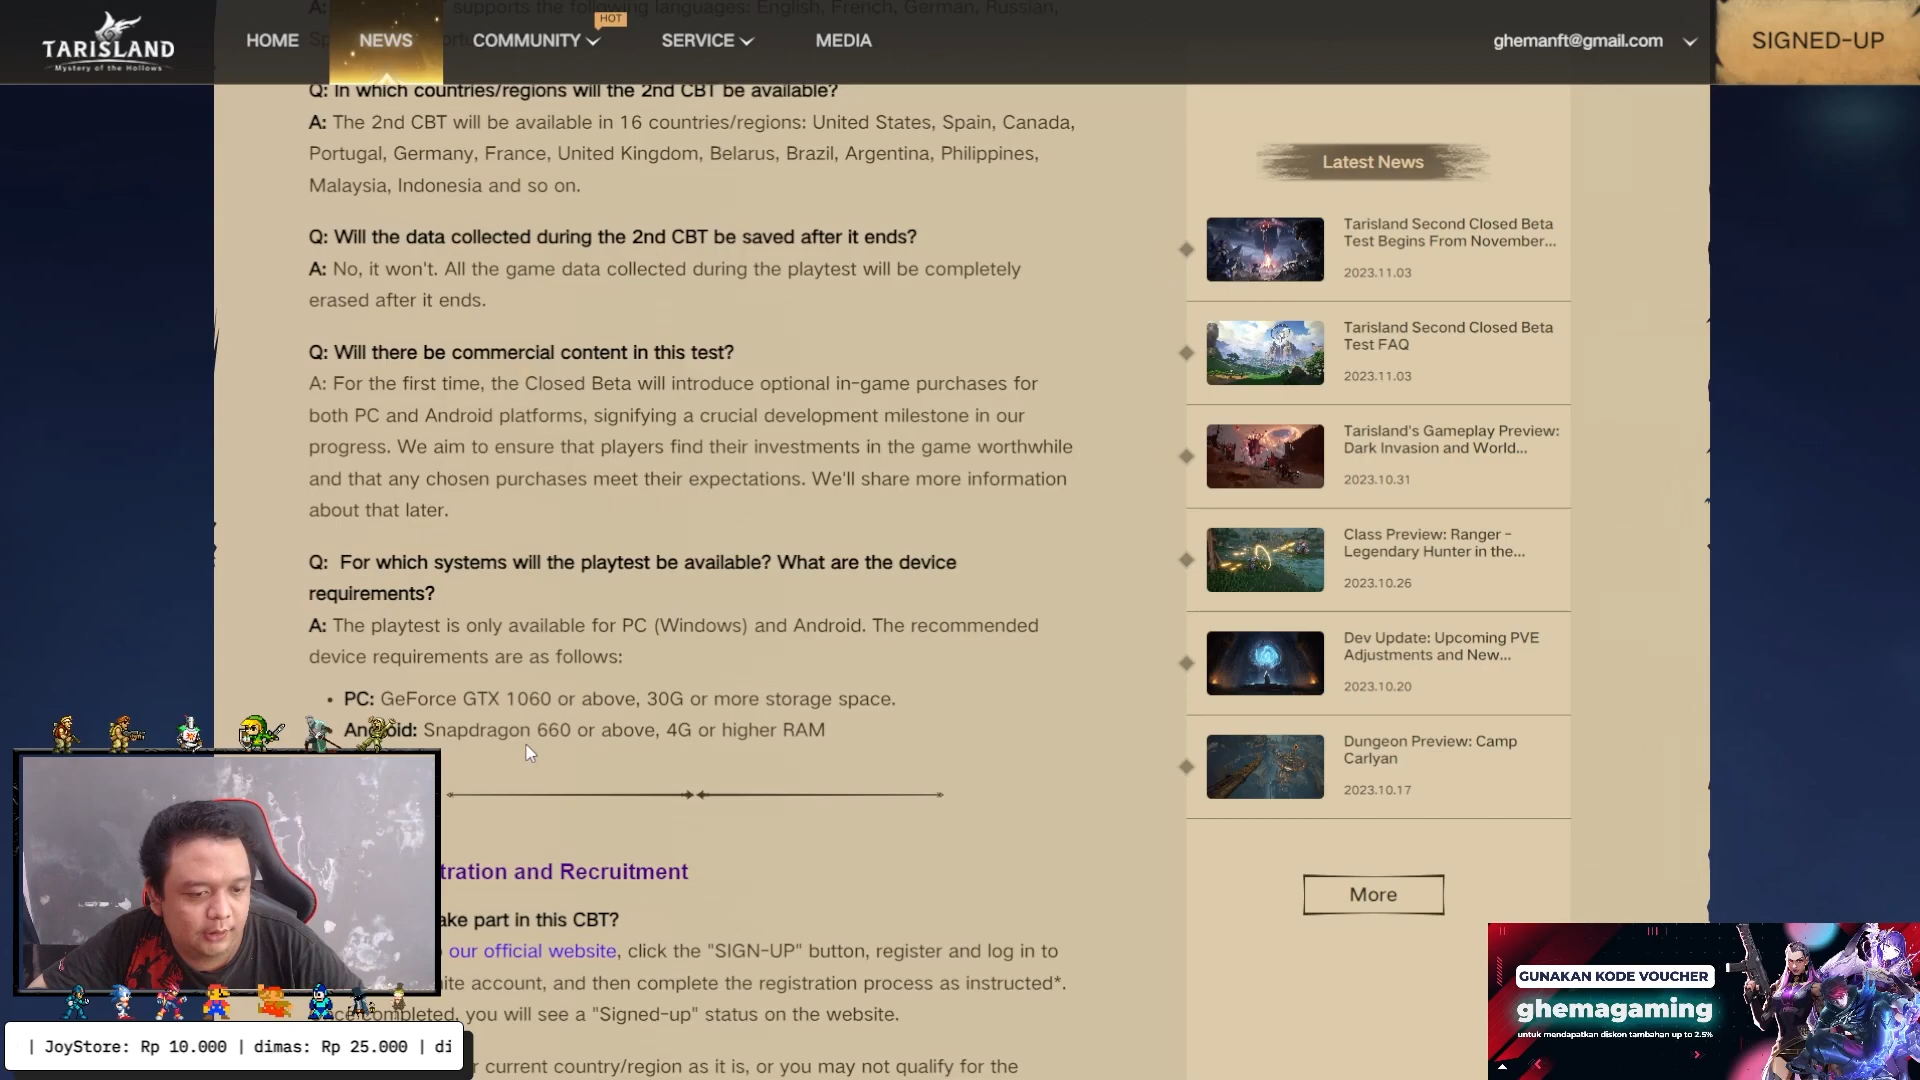 TARISLAND
Mystery of the Hollows
HOME
NEWS
COMMUNITY
HOT
SERVICE
MEDIA
ghemanft@gmail.com
SIGNED-UP
A: supports the following languages: English, French, German, Russian,
Q: In which countries/regions will the 2nd CBT be available?
A: The 2nd CBT will be available in 16 countries/regions: United States, Spain, Canada,
Portugal, Germany, France, United Kingdom, Belarus, Brazil, Argentina, Philippines,
Malaysia, Indonesia and so on.
Q: Will the data collected during the 2nd CBT be saved after it ends?
A: No, it won't. All the game data collected during the playtest will be completely
erased after it ends.
Q: Will there be commercial content in this test?
A: For the first time, the Closed Beta will introduce optional in-game purchases for
both PC and Android platforms, signifying a crucial development milestone in our
progress. We aim to ensure that players find their investments in the game worthwhile
and that any chosen purchases meet their expectations. We'll share more information
about that later.
Q: For which systems will the playtest be available? What are the device
requirements?
A: The playtest is only available for PC (Windows) and Android. The recommended
device requirements are as follows:
• PC: GeForce GTX 1060 or above, 30G or more storage space.
Android: Snapdragon 660 or above, 4G or higher RAM
tration and Recruitment
ake part in this CBT?
our official website, click the "SIGN-UP" button, register and log in to
ite account, and then complete the registration process as instructed*.
ce completed, you will see a "Signed-up" status on the website.
r current country/region as it is, or you may not qualify for the
Latest News
Tarisland Second Closed Beta
Test Begins From November...
2023.11.03
Tarisland Second Closed Beta
Test FAQ
2023.11.03
Tarisland's Gameplay Preview:
Dark Invasion and World...
2023.10.31
Class Preview: Ranger -
Legendary Hunter in the...
2023.10.26
Dev Update: Upcoming PVE
Adjustments and New...
2023.10.20
Dungeon Preview: Camp
Carlyan
2023.10.17
More
| JoyStore: Rp 10.000 | dimas: Rp 25.000 | di
GUNAKAN KODE VOUCHER
ghemagaming
untuk mendapatkan diskon tambahan up to 2.5%